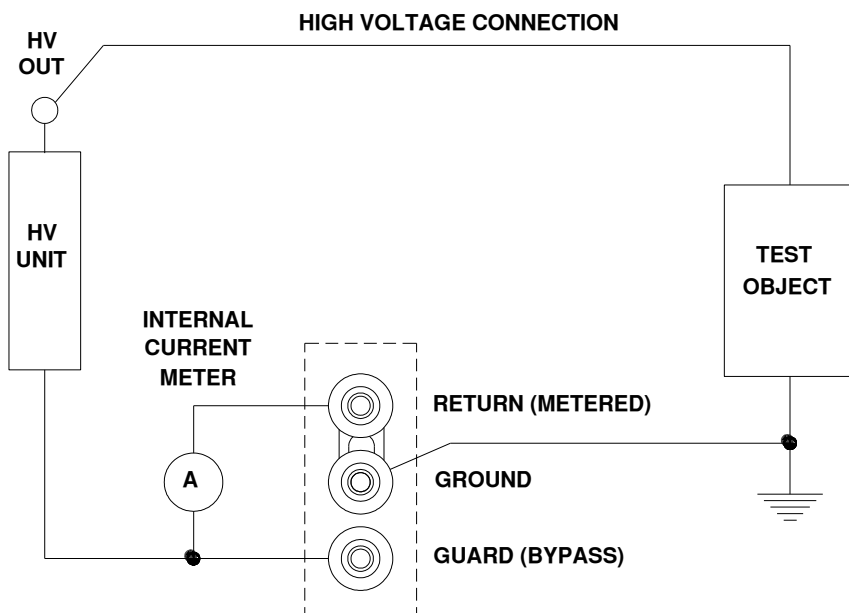 HIGH VOLTAGE CONNECTION
HV
OUT
HV
UNIT
TEST
OBJECT
INTERNAL
CURRENT
METER
RETURN (METERED)
A
GROUND
GUARD (BYPASS)